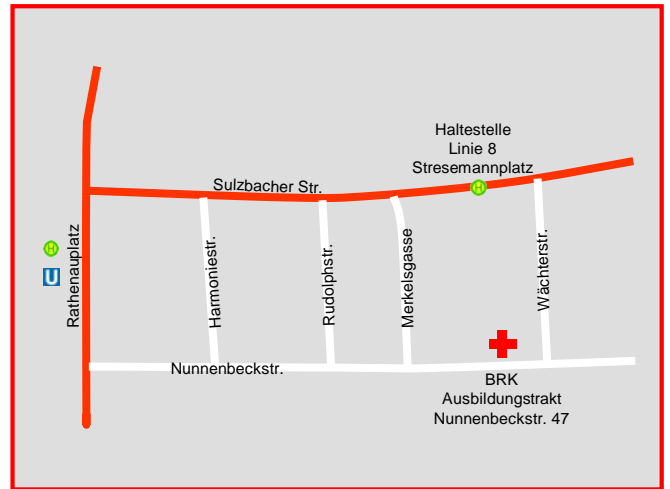 Haltestelle
Linie 8
Stresemannplatz
H
Sulzbacher Str.
H
U
Rathenauplatz
Harmoniestr.
Rudolphstr.
Merkelsgasse
Wächterstr.
Nunnenbeckstr.
BRK
Ausbildungstrakt
Nunnenbeckstr. 47